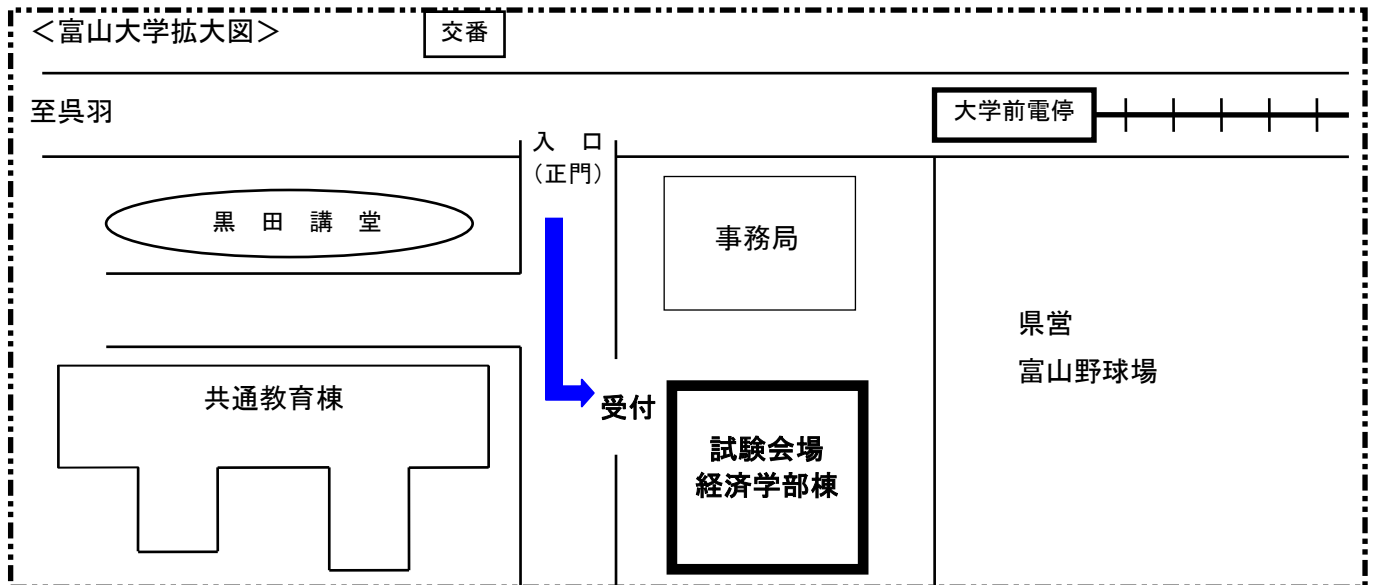 ＜富山大学拡大図＞
交番
至呉羽
大学前電停
入　口
（正門）
黒　田　講　堂
事務局
県営
富山野球場
共通教育棟
受付
試験会場
経済学部棟